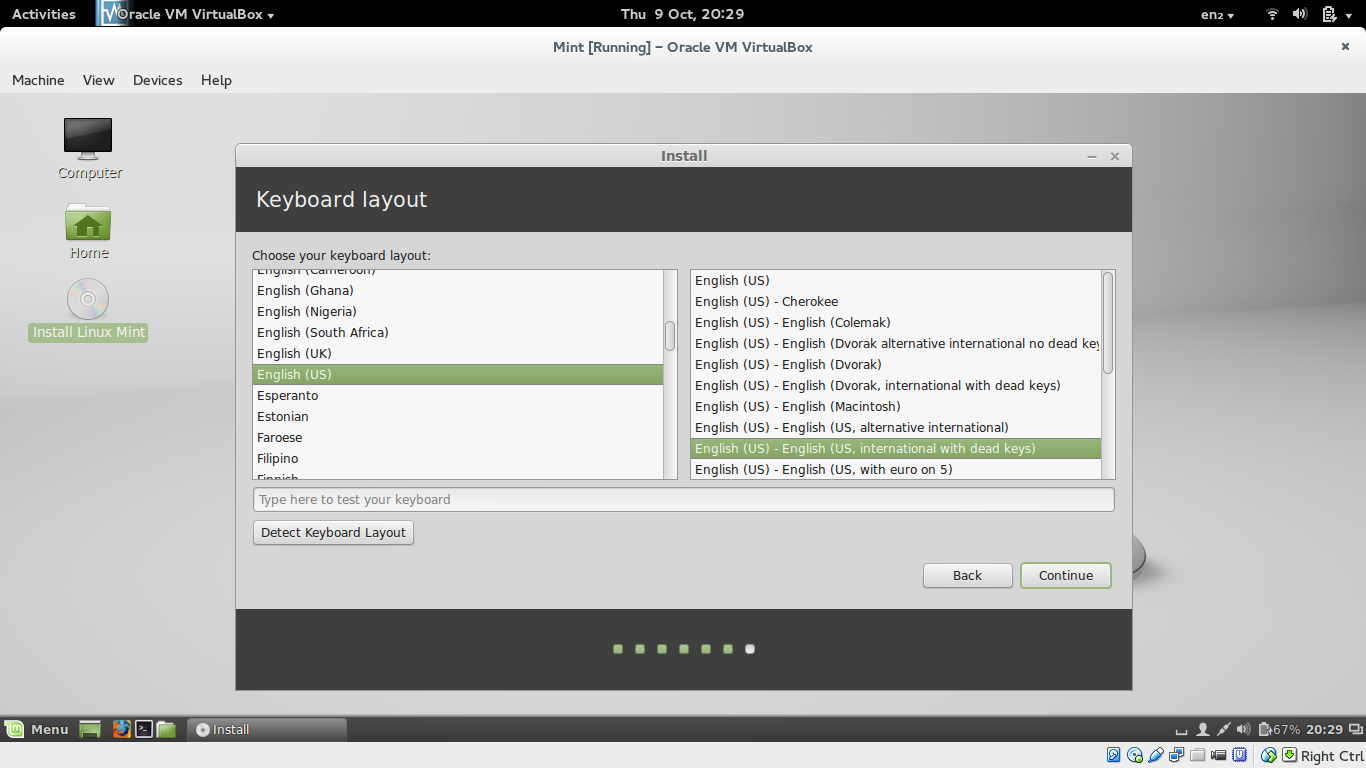 Activities Oracle VM VirtualBox Thu 9 Oct, 20:29 en₂
Mint [Running] – Oracle VM VirtualBox
Machine View Devices Help
Computer
Home
Install Linux Mint
Install
Keyboard layout
Choose your keyboard layout:
English (Cameroon)
English (Ghana)
English (Nigeria)
English (South Africa)
English (UK)
English (US)
Esperanto
Estonian
Faroese
Filipino
Finnish
English (US)
English (US) - Cherokee
English (US) - English (Colemak)
English (US) - English (Dvorak alternative international no dead key
English (US) - English (Dvorak)
English (US) - English (Dvorak, international with dead keys)
English (US) - English (Macintosh)
English (US) - English (US, alternative international)
English (US) - English (US, international with dead keys)
English (US) - English (US, with euro on 5)
Type here to test your keyboard
Detect Keyboard Layout
Back Continue
Menu Install 67% 20:29
Right Ctrl